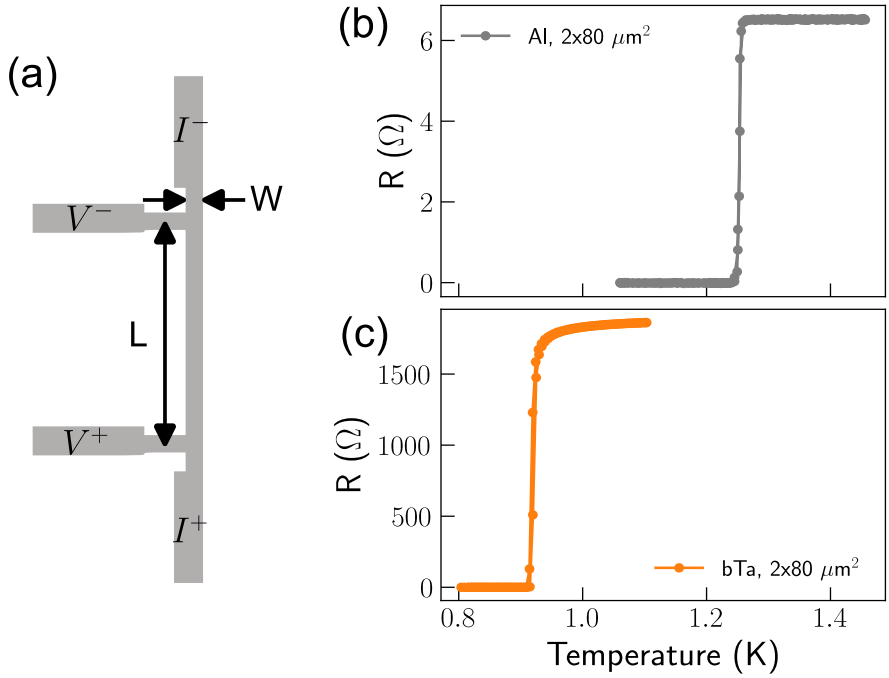 (a)
I⁻
W
V⁻
L
V⁺
I⁺
(b)
Al, 2x80 μm²
R (Ω)
6
4
2
0
(c)
R (Ω)
1500
1000
500
0
bTa, 2x80 μm²
0.8 1.0 1.2 1.4
Temperature (K)